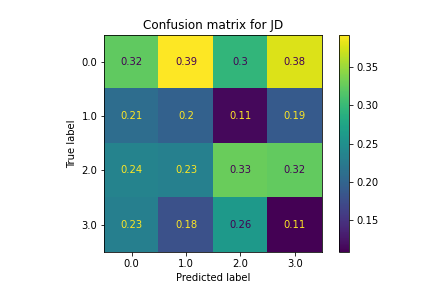 Confusion matrix for JD
0.0 0.32 0.39 0.3 0.38
1.0 0.21 0.2 0.11 0.19
2.0 0.24 0.23 0.33 0.32
3.0 0.23 0.18 0.26 0.11
0.0 1.0 2.0 3.0
Predicted label
True label
0.35
0.30
0.25
0.20
0.15